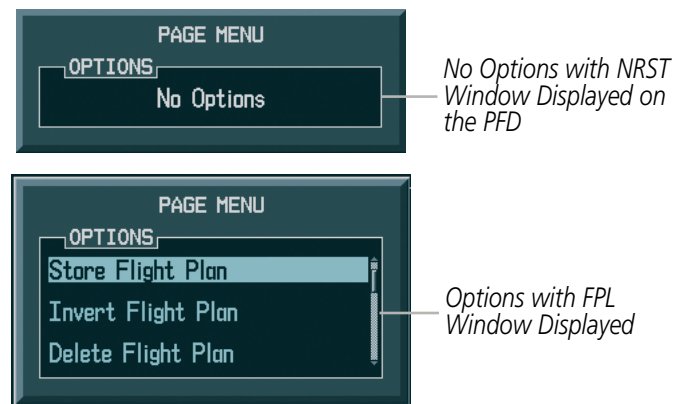 PAGE MENU
OPTIONS
No Options
No Options with NRST
Window Displayed on
the PFD
PAGE MENU
OPTIONS
Store Flight Plan
Invert Flight Plan
Delete Flight Plan
Options with FPL
Window Displayed